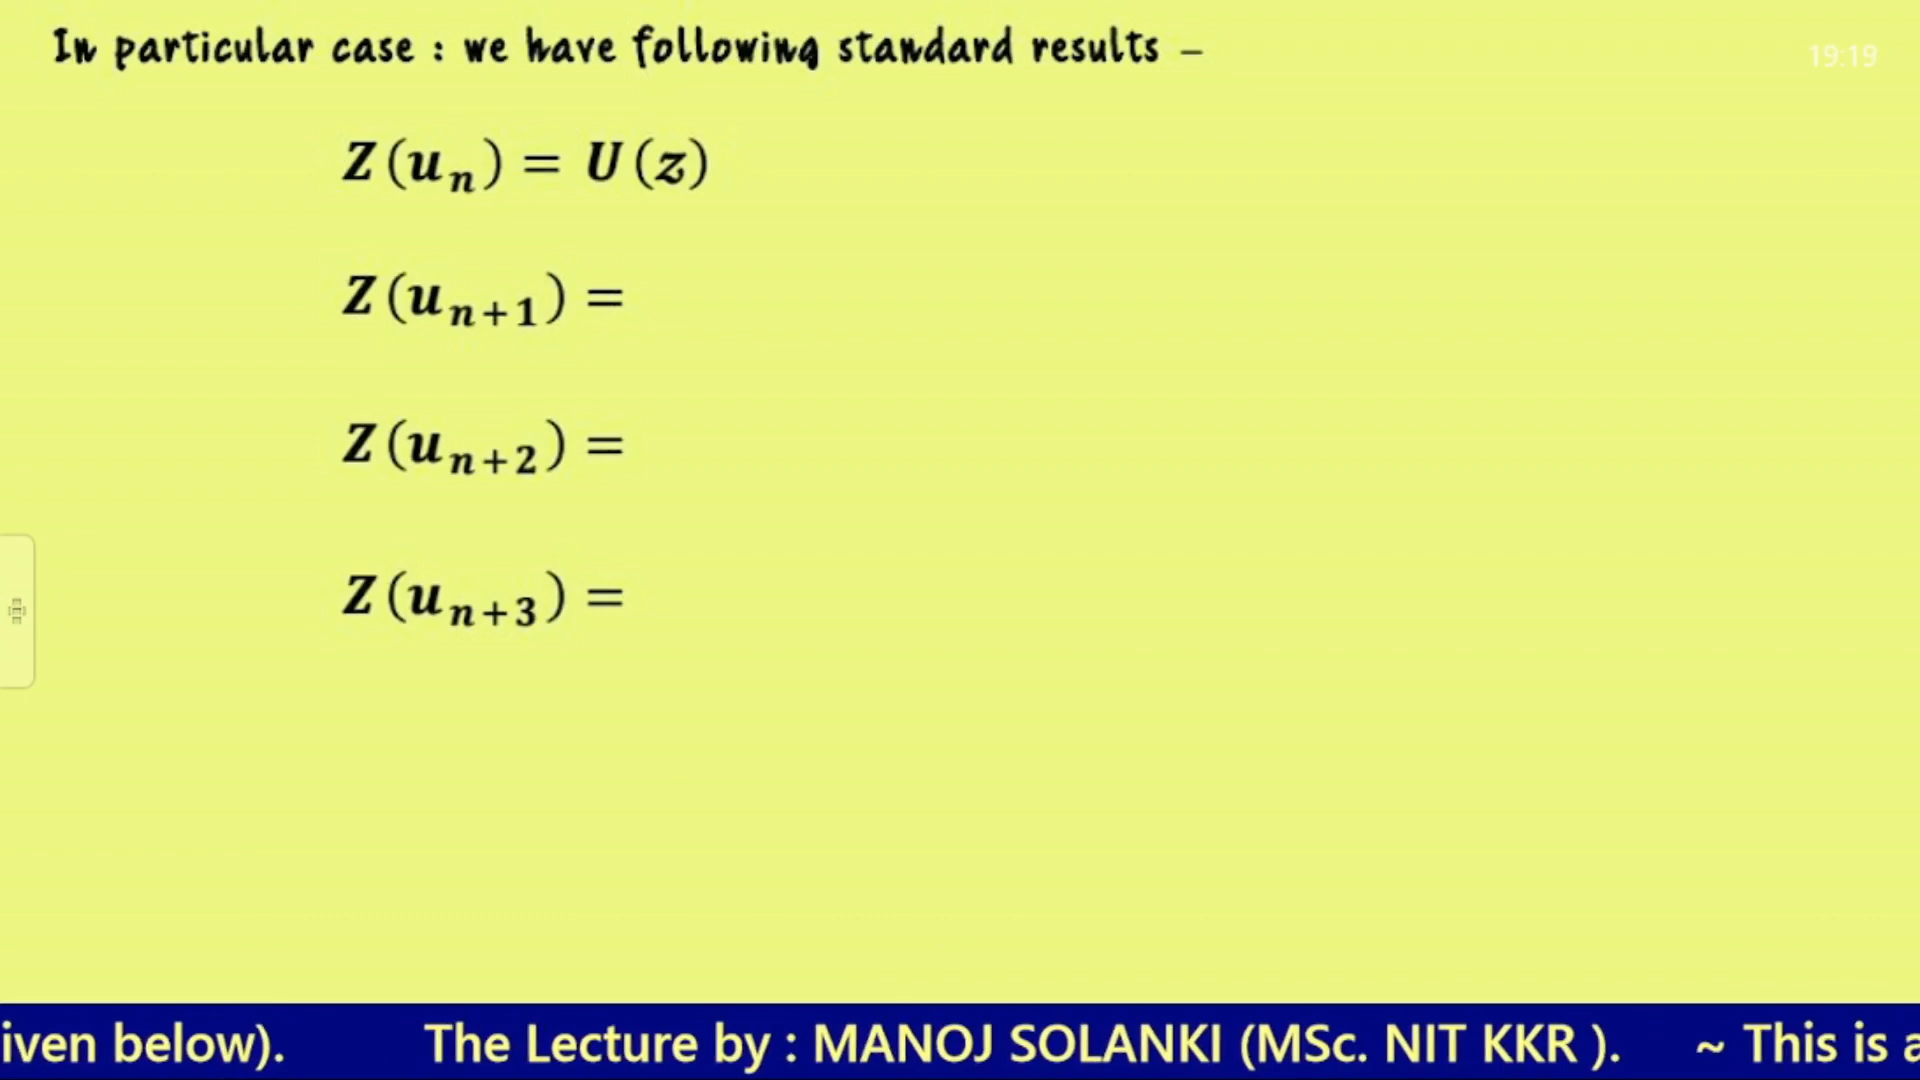 In particular case : we have following standard results –
19:19
Z(uₙ) = U(z)
Z(uₙ₊₁) =
Z(uₙ₊₂) =
Z(uₙ₊₃) =
iven below). The Lecture by : MANOJ SOLANKI (MSc. NIT KKR ). ~ This is a